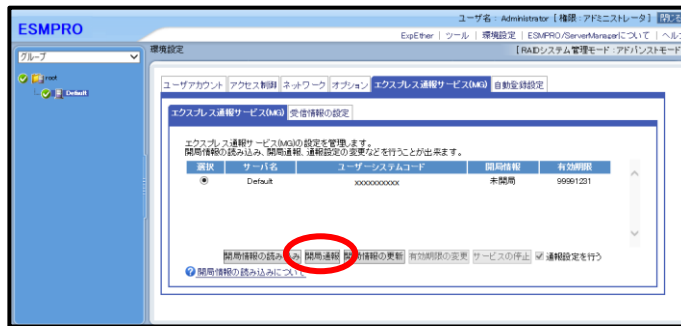 ユーザ名 : Administrator [ 権限 : アドミニストレータ ]
ESMPRO
ExpEther | ツール | 環境設定 | ESMPRO/ServerManagerについて | ヘル
グループ
環境設定
[ RAIDシステム管理モード : アドバンストモード
root
Default
ユーザアカウント アクセス制御 ネットワーク オプション エクスプレス通報サービス(MG) 自動登録設定
エクスプレス通報サービス(MG) 受信情報の設定
エクスプレス通報サービス(MG)の設定を管理します。
開局情報の読み込み、開局通報、通報設定の変更などを行うことが出来ます。
選択 サーバ名 ユーザーシステムコード 開局情報 有効期限
Default xxxxxxxxxx 未開局 99991231
開局情報の読み込み 開局通報 開局情報の更新 有効期限の変更 サービスの停止 通報設定を行う
開局情報の読み込みについて